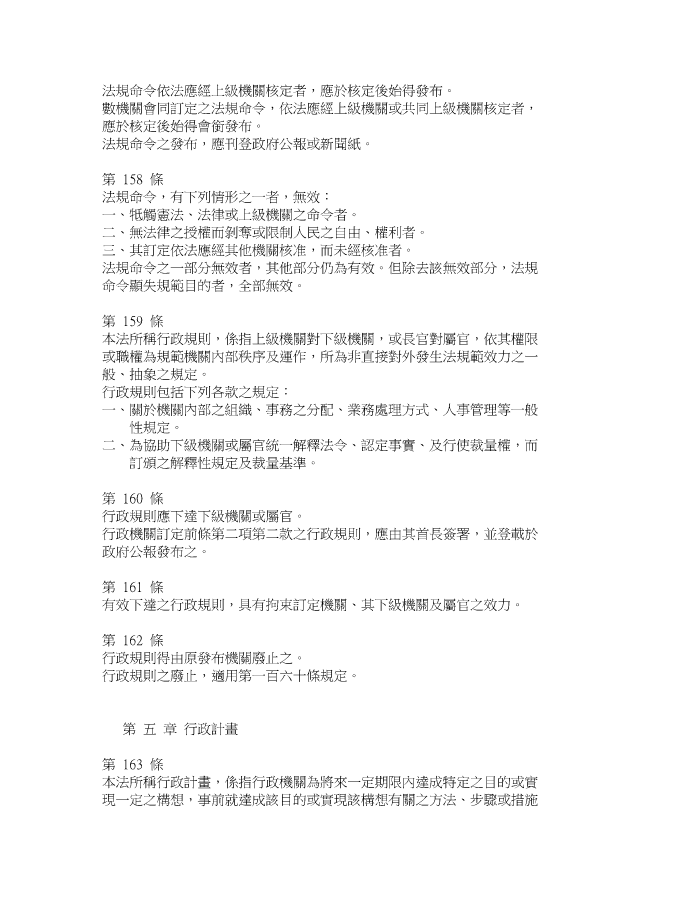 法規命令依法應經上級機關核定者，應於核定後始得發布。
數機關會同訂定之法規命令，依法應經上級機關或共同上級機關核定者，
應於核定後始得會銜發布。
法規命令之發布，應刊登政府公報或新聞紙。
第 158 條
法規命令，有下列情形之一者，無效：
一、牴觸憲法、法律或上級機關之命令者。
二、無法律之授權而剝奪或限制人民之自由、權利者。
三、其訂定依法應經其他機關核准，而未經核准者。
法規命令之一部分無效者，其他部分仍為有效。但除去該無效部分，法規
命令顯失規範目的者，全部無效。
第 159 條
本法所稱行政規則，係指上級機關對下級機關，或長官對屬官，依其權限
或職權為規範機關內部秩序及運作，所為非直接對外發生法規範效力之一
般、抽象之規定。
行政規則包括下列各款之規定：
一、關於機關內部之組織、事務之分配、業務處理方式、人事管理等一般
性規定。
二、為協助下級機關或屬官統一解釋法令、認定事實、及行使裁量權，而
訂頒之解釋性規定及裁量基準。
第 160 條
行政規則應下達下級機關或屬官。
行政機關訂定前條第二項第二款之行政規則，應由其首長簽署，並登載於
政府公報發布之。
第 161 條
有效下達之行政規則，具有拘束訂定機關、其下級機關及屬官之效力。
第 162 條
行政規則得由原發布機關廢止之。
行政規則之廢止，適用第一百六十條規定。
第 五 章 行政計畫
第 163 條
本法所稱行政計畫，係指行政機關為將來一定期限內達成特定之目的或實
現一定之構想，事前就達成該目的或實現該構想有關之方法、步驟或措施